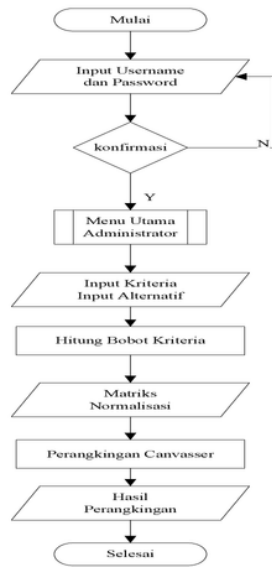 Mulai
Input Username
dan Password
konfirmasi
N
Y
Menu Utama
Administrator
Input Kriteria
Input Alternatif
Hitung Bobot Kriteria
Matriks
Normalisasi
Perangkingan Canvasser
Hasil
Perangkingan
Selesai